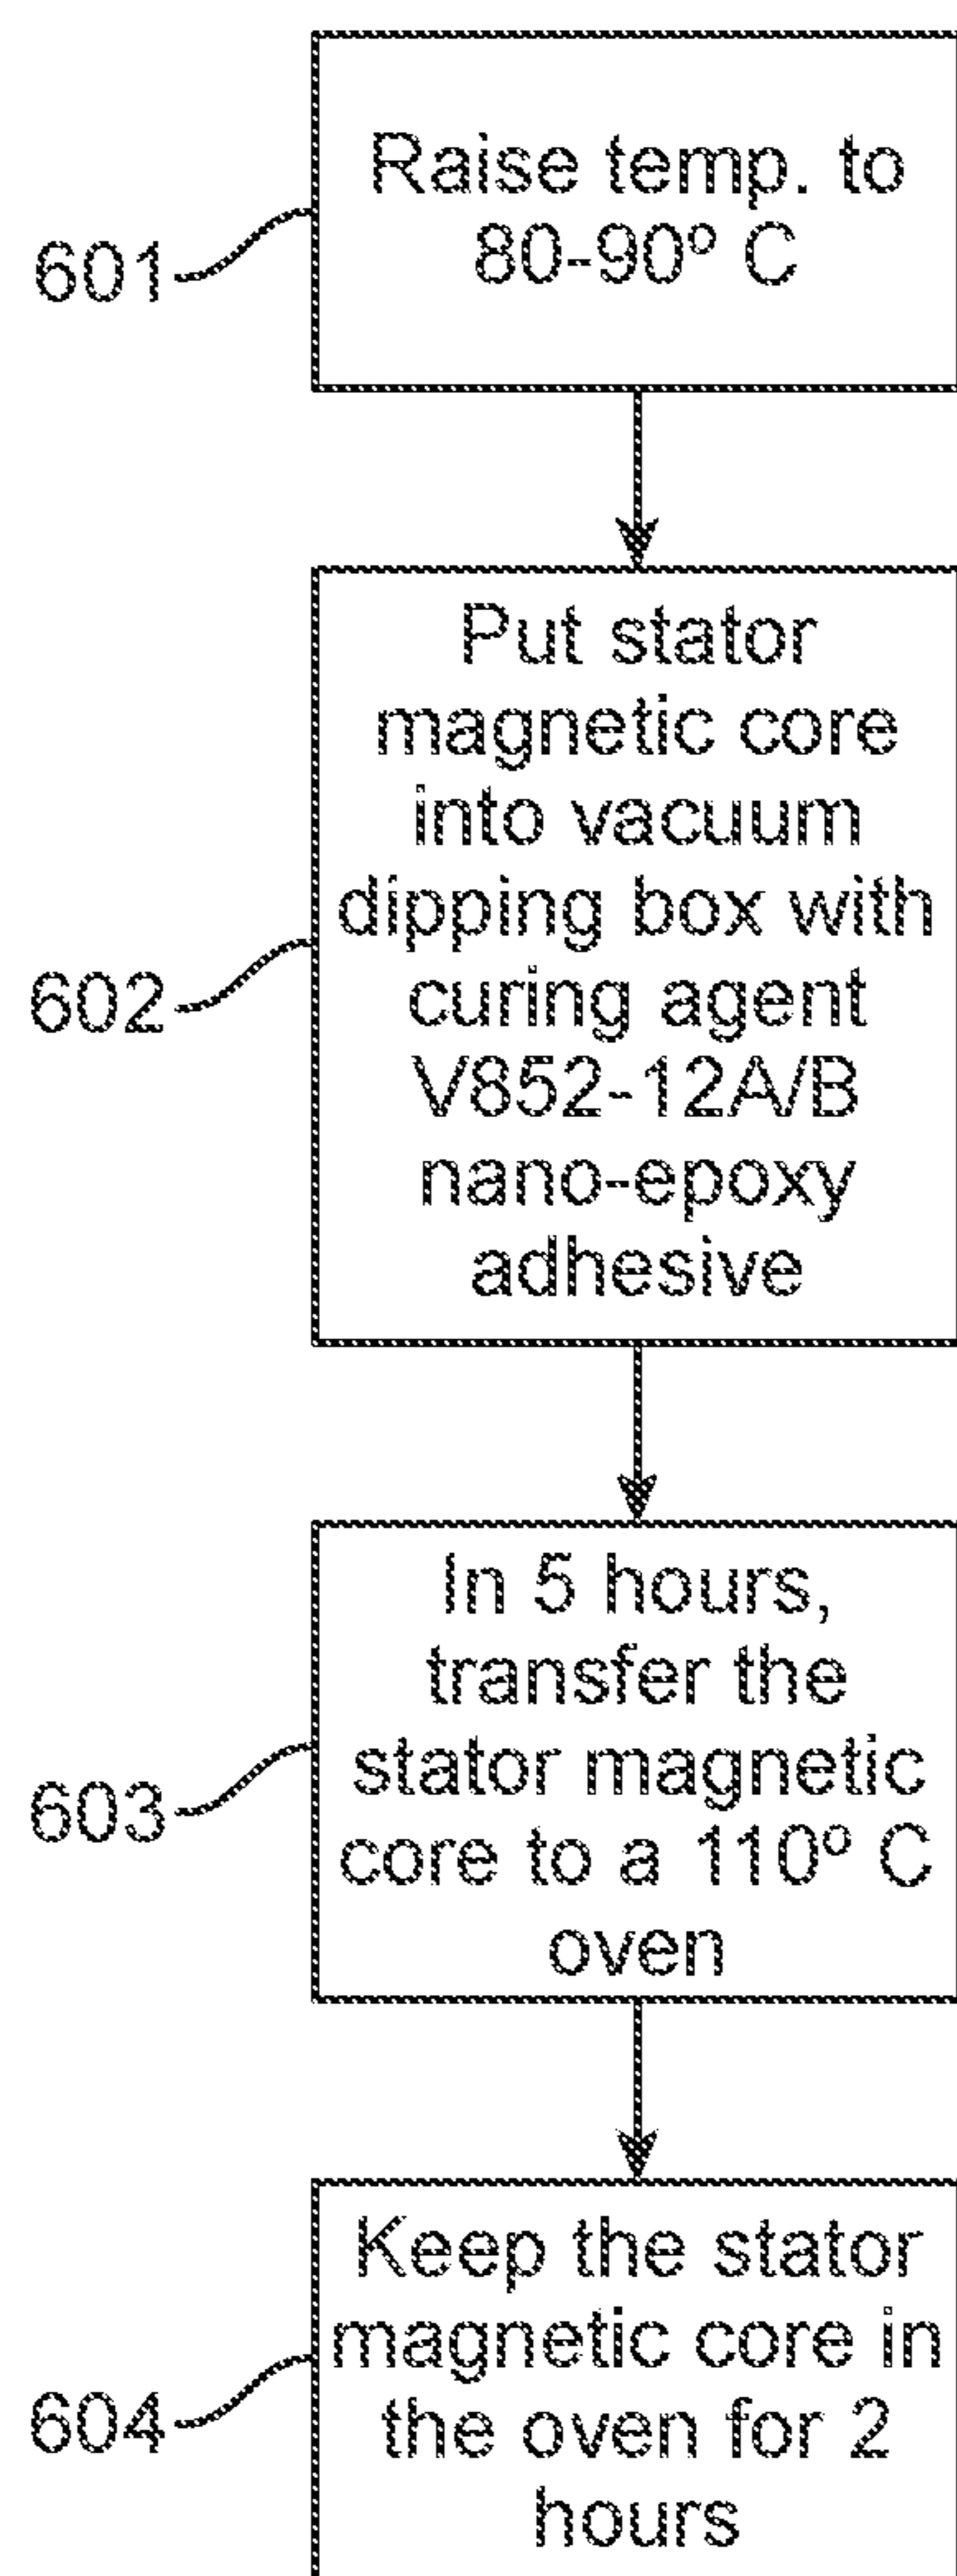 Raise temp. to
80-90º C
601
Put stator
magnetic core
into vacuum
dipping box with
curing agent
V852-12A/B
nano-epoxy
adhesive
602
In 5 hours,
transfer the
stator magnetic
core to a 110º C
oven
603
Keep the stator
magnetic core in
the oven for 2
hours
604